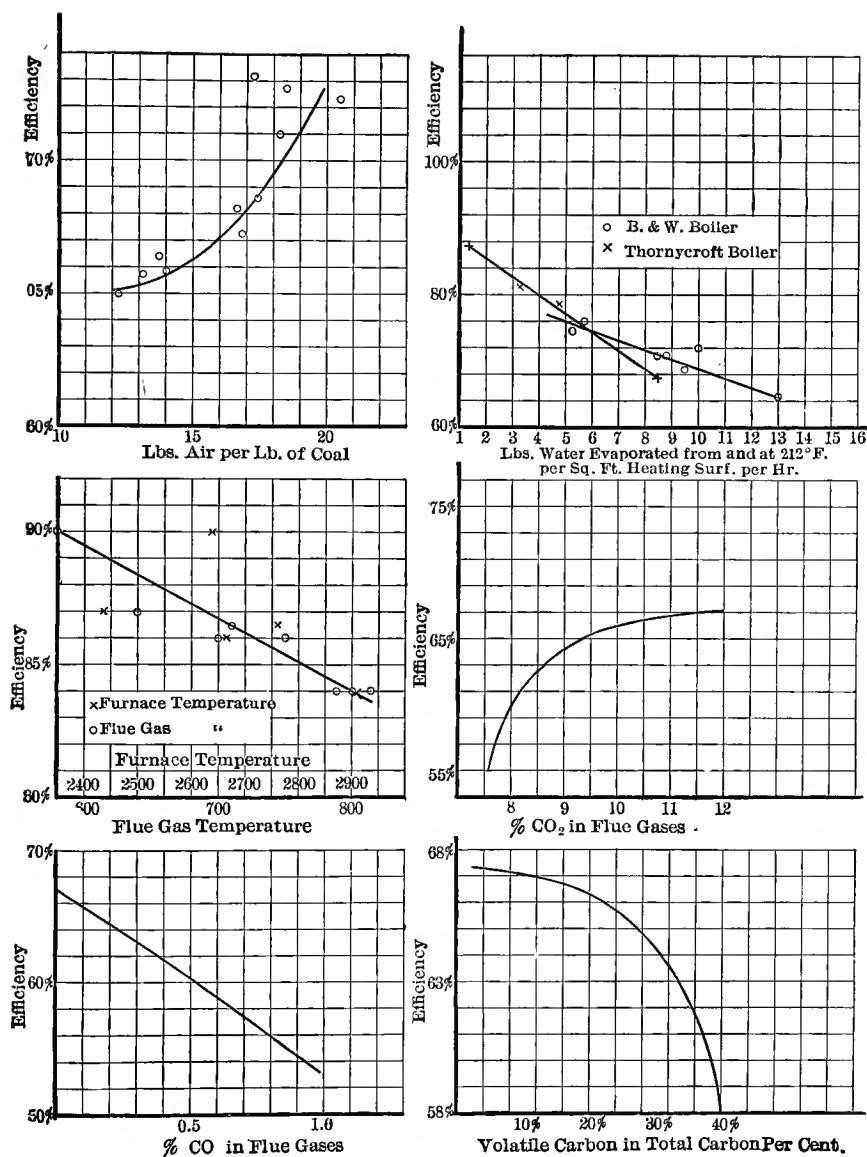 Efficiency
70%
05%
60%
10 15 20
Lbs. Air per Lb. of Coal
Efficiency
100%
80%
60%
o B. & W. Boiler
× Thornycroft Boiler
1 2 3 4 5 6 7 8 9 10 11 12 13 14 15 16
Lbs. Water Evaporated from and at 212°F.
per Sq. Ft. Heating Surf. per Hr.
Efficiency
90%
85%
80%
×Furnace Temperature
oFlue Gas "
Furnace Temperature
2400 2500 2600 2700 2800 2900
700 800
Flue Gas Temperature
Efficiency
75%
65%
55%
8 9 10 11 12
% CO₂ in Flue Gases
Efficiency
70%
60%
50%
0.5 1.0
% CO in Flue Gases
Efficiency
68%
63%
58%
10% 20% 30% 40%
Volatile Carbon in Total Carbon Per Cent.